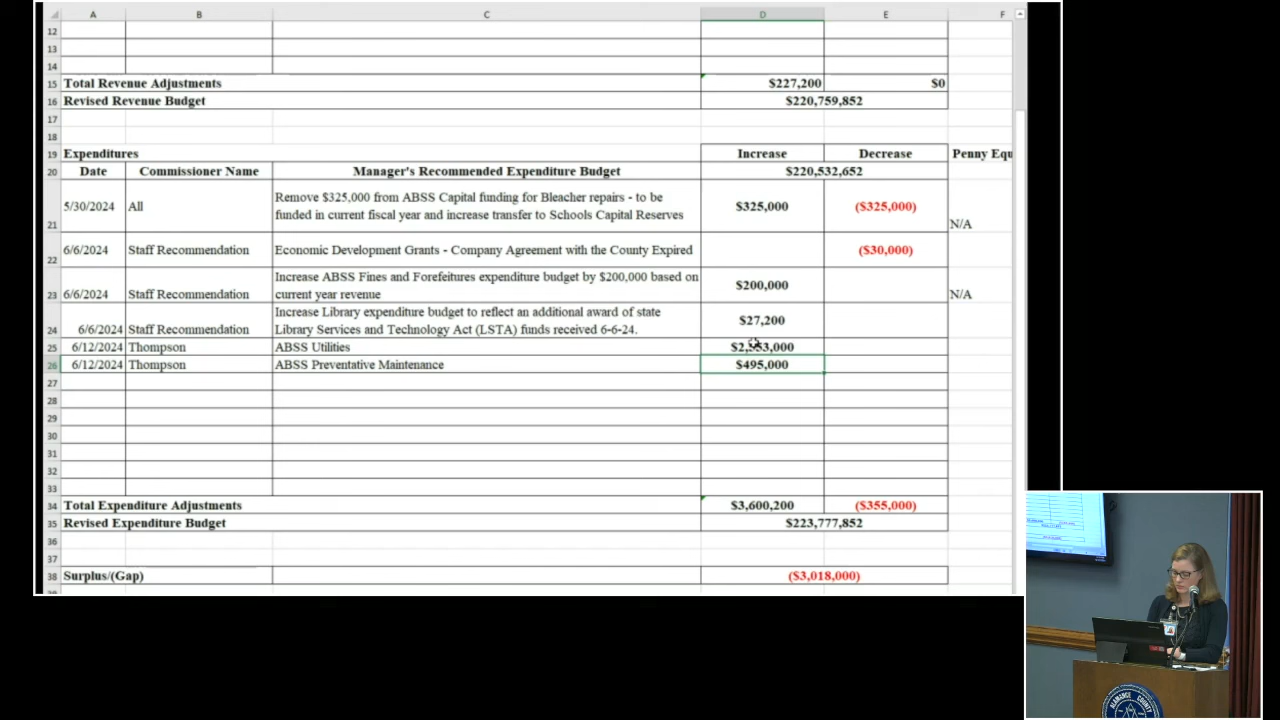 A B C D E F
12
13
14
15 Total Revenue Adjustments $227,200 $0
16 Revised Revenue Budget $220,759,852
17
18
19 Expenditures Increase Decrease Penny Equ
20 Date Commissioner Name Manager's Recommended Expenditure Budget $220,532,652
Remove $325,000 from ABSS Capital funding for Bleacher repairs - to be
5/30/2024 All $325,000 ($325,000)
funded in current fiscal year and increase transfer to Schools Capital Reserves
21 N/A
22 6/6/2024 Staff Recommendation Economic Development Grants - Company Agreement with the County Expired ($30,000)
Increase ABSS Fines and Forefeitures expenditure budget by $200,000 based on
$200,000
23 6/6/2024 Staff Recommendation current year revenue N/A
Increase Library expenditure budget to reflect an additional award of state
$27,200
24 6/6/2024 Staff Recommendation Library Services and Technology Act (LSTA) funds received 6-6-24.
25 6/12/2024 Thompson ABSS Utilities
26 6/12/2024 Thompson ABSS Preventative Maintenance $495,000
27
28
29
30
31
32
33
34 Total Expenditure Adjustments $3,600,200 ($355,000)
35 Revised Expenditure Budget $223,777,852
36
37
38 Surplus/(Gap) ($3,018,000)
ALAMANCE COUNTY